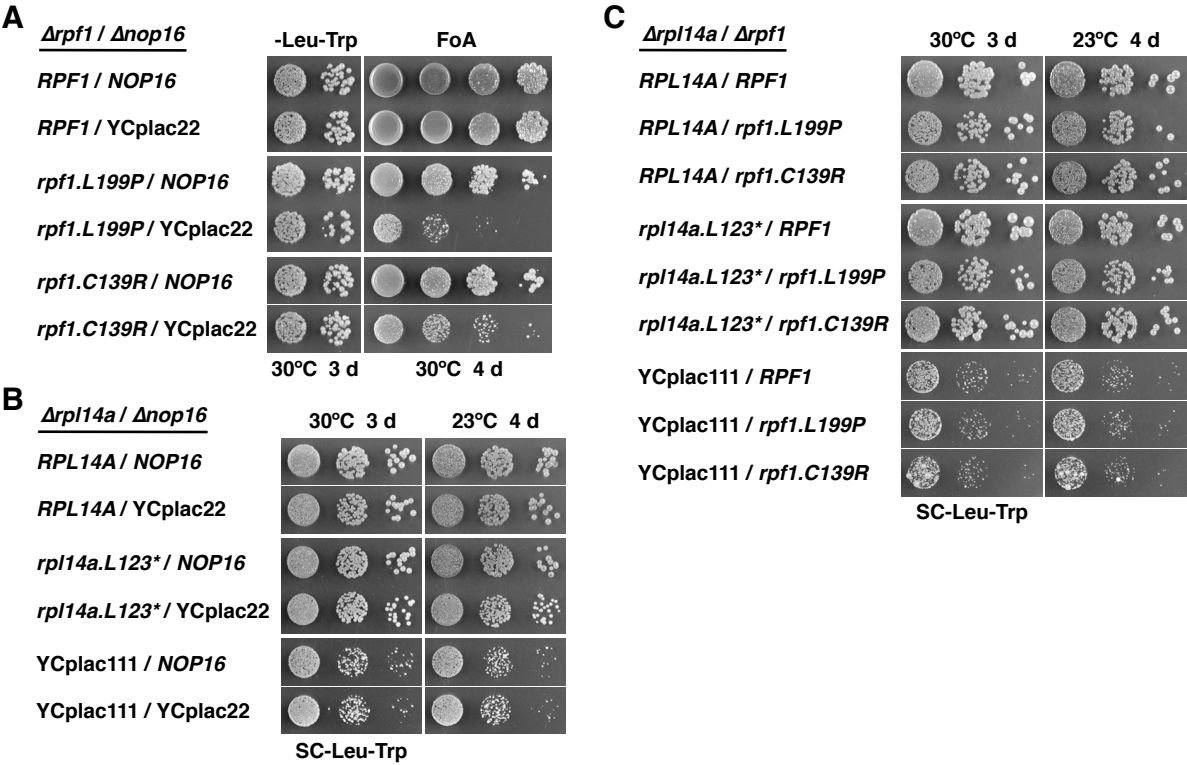 A
Δrpf1 / Δnop16
-Leu-Trp FoA
RPF1 / NOP16
RPF1 / YCplac22
rpf1.L199P / NOP16
rpf1.L199P / YCplac22
rpf1.C139R / NOP16
rpf1.C139R / YCplac22
30ºC 3 d 30ºC 4 d
B
Δrpl14a / Δnop16
30ºC 3 d 23ºC 4 d
RPL14A / NOP16
RPL14A / YCplac22
rpl14a.L123* / NOP16
rpl14a.L123* / YCplac22
YCplac111 / NOP16
YCplac111 / YCplac22
SC-Leu-Trp
C
Δrpl14a / Δrpf1
30ºC 3 d 23ºC 4 d
RPL14A / RPF1
RPL14A / rpf1.L199P
RPL14A / rpf1.C139R
rpl14a.L123* / RPF1
rpl14a.L123* / rpf1.L199P
rpl14a.L123* / rpf1.C139R
YCplac111 / RPF1
YCplac111 / rpf1.L199P
YCplac111 / rpf1.C139R
SC-Leu-Trp